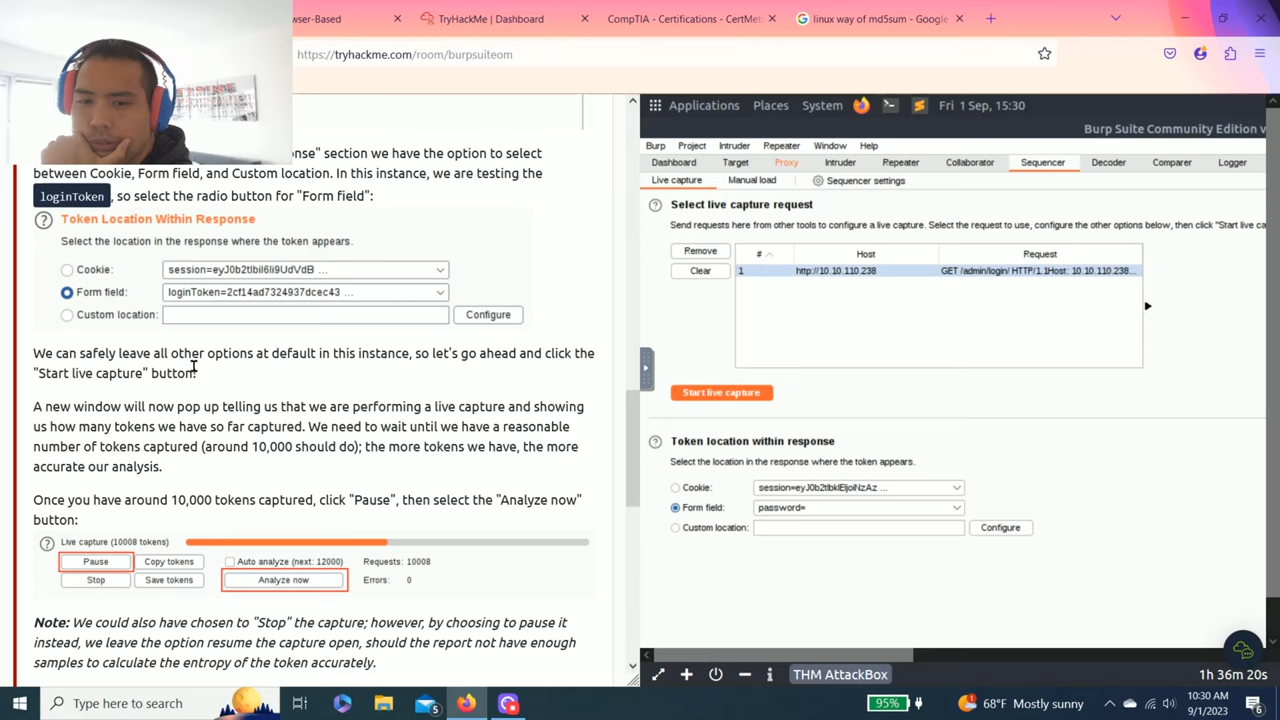 owser-Based
TryHackMe | Dashboard
CompTIA - Certifications - CertMet
linux way of md5sum - Google
https://tryhackme.com/room/burpsuiteom
onse" section we have the option to select
between Cookie, Form field, and Custom location. In this instance, we are testing the
loginToken , so select the radio button for "Form field":
Token Location Within Response
Select the location in the response where the token appears.
Cookie: session=eyJ0b2tlbiI6Ii9UdVdB ...
Form field: loginToken=2cf14ad7324937dcec43 ...
Custom location: Configure
We can safely leave all other options at default in this instance, so let's go ahead and click the
"Start live capture" button.
A new window will now pop up telling us that we are performing a live capture and showing
us how many tokens we have so far captured. We need to wait until we have a reasonable
number of tokens captured (around 10,000 should do); the more tokens we have, the more
accurate our analysis.
Once you have around 10,000 tokens captured, click "Pause", then select the "Analyze now"
button:
Live capture (10008 tokens)
Pause Copy tokens Auto analyze (next: 12000) Requests: 10008
Stop Save tokens Analyze now Errors: 0
Note: We could also have chosen to "Stop" the capture; however, by choosing to pause it
instead, we leave the option resume the capture open, should the report not have enough
samples to calculate the entropy of the token accurately.
Applications Places System Fri 1 Sep, 15:30
Burp Suite Community Edition v
Burp Project Intruder Repeater Window Help
Dashboard Target Proxy Intruder Repeater Collaborator Sequencer Decoder Comparer Logger
Live capture Manual load Sequencer settings
Select live capture request
Send requests here from other tools to configure a live capture. Select the request to use, configure the other options below, then click "Start live ca
Remove # Host Request
Clear 1 http://10.10.110.238 GET /admin/login/ HTTP/1.1Host: 10.10.110.238...
Start live capture
Token location within response
Select the location in the response where the token appears.
Cookie: session=eyJ0b2tlbklEIjoiNzAz ...
Form field: password=
Custom location: Configure
THM AttackBox 1h 36m 20s
Type here to search
5
95%
68°F Mostly sunny
10:30 AM
9/1/2023
6